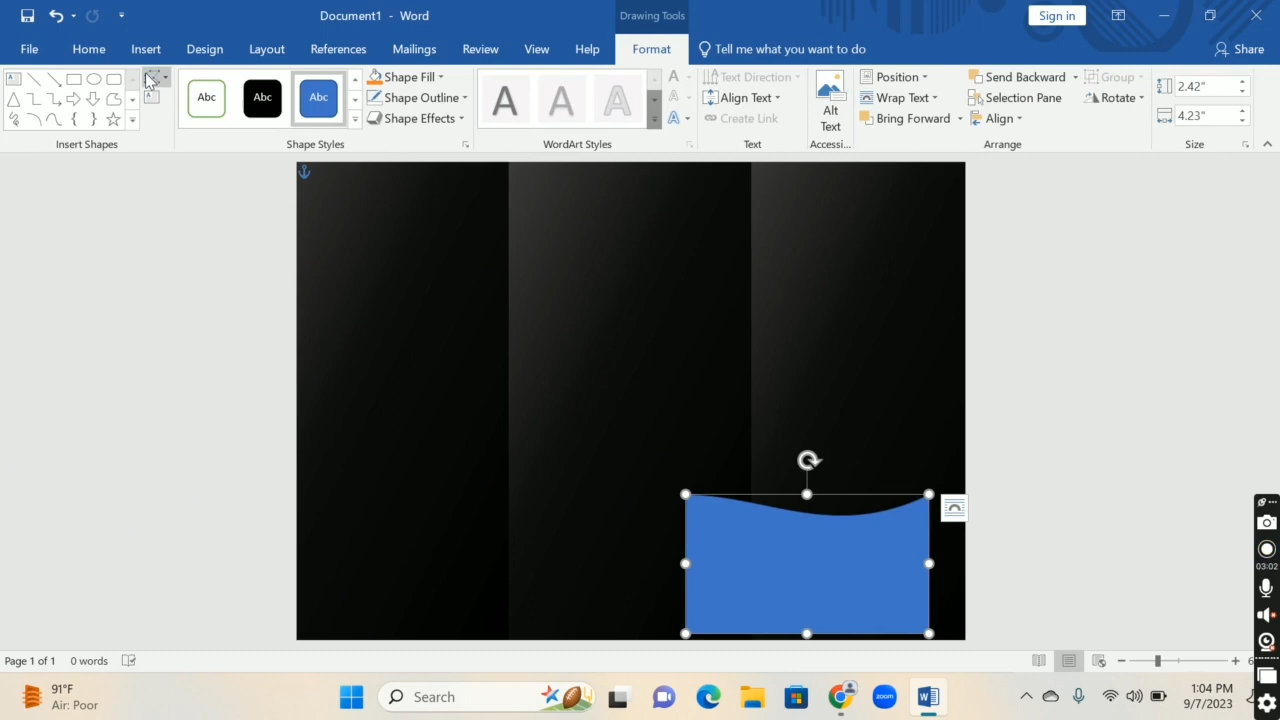 Document1 - Word
Drawing Tools
Sign in
File
Home
Insert
Design
Layout
References
Mailings
Review
View
Help
Format
Tell me what you want to do
Share
Abc
Abc
Abc
Shape Fill
Shape Outline
Shape Effects
Text Direction
Align Text
Create Link
Alt
Text
Position
Wrap Text
Bring Forward
Send Backward
Selection Pane
Align
Group
Rotate
2.42"
4.23"
Insert Shapes
Shape Styles
WordArt Styles
Text
Accessi...
Arrange
Size
03:02
Page 1 of 1
0 words
91°F
Air: Poor
Search
zoom
1:04 PM
9/7/2023